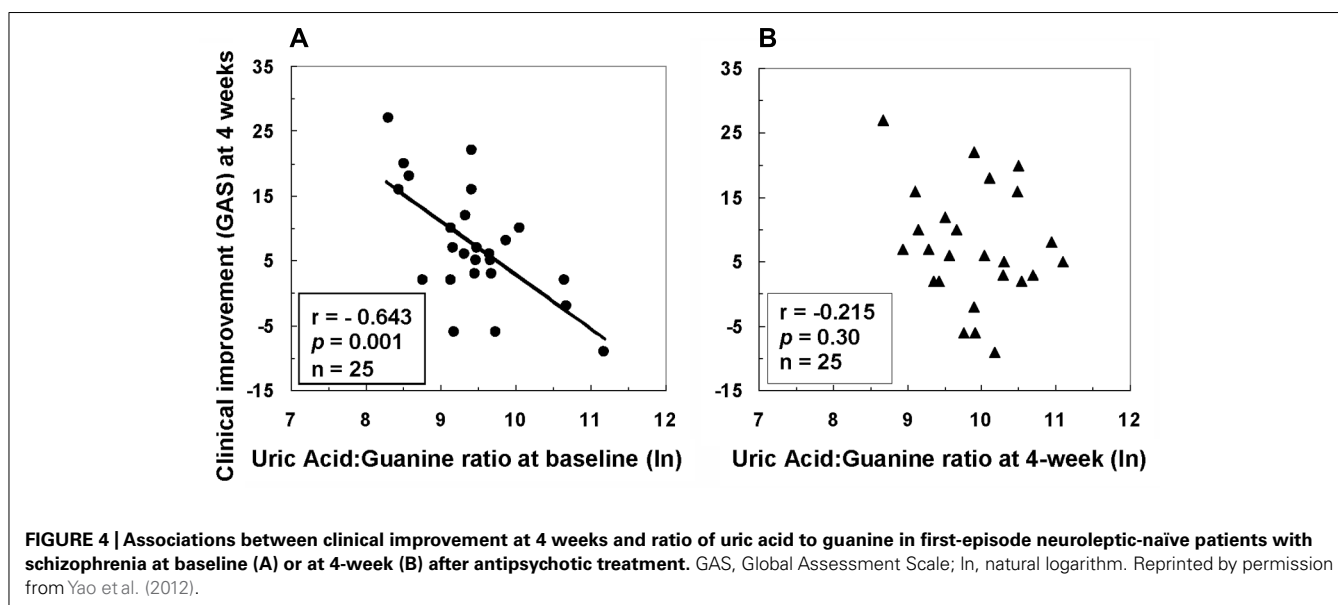 A
Clinical improvement (GAS) at 4 weeks
35
25
15
5
-5
-15
r = - 0.643
p = 0.001
n = 25
7 8 9 10 11 12
Uric Acid:Guanine ratio at baseline (ln)
B
35
25
15
5
-5
-15
r = -0.215
p = 0.30
n = 25
7 8 9 10 11 12
Uric Acid:Guanine ratio at 4-week (ln)
FIGURE 4 | Associations between clinical improvement at 4 weeks and ratio of uric acid to guanine in first-episode neuroleptic-naïve patients with
schizophrenia at baseline (A) or at 4-week (B) after antipsychotic treatment. GAS, Global Assessment Scale; ln, natural logarithm. Reprinted by permission
from Yao et al. (2012).